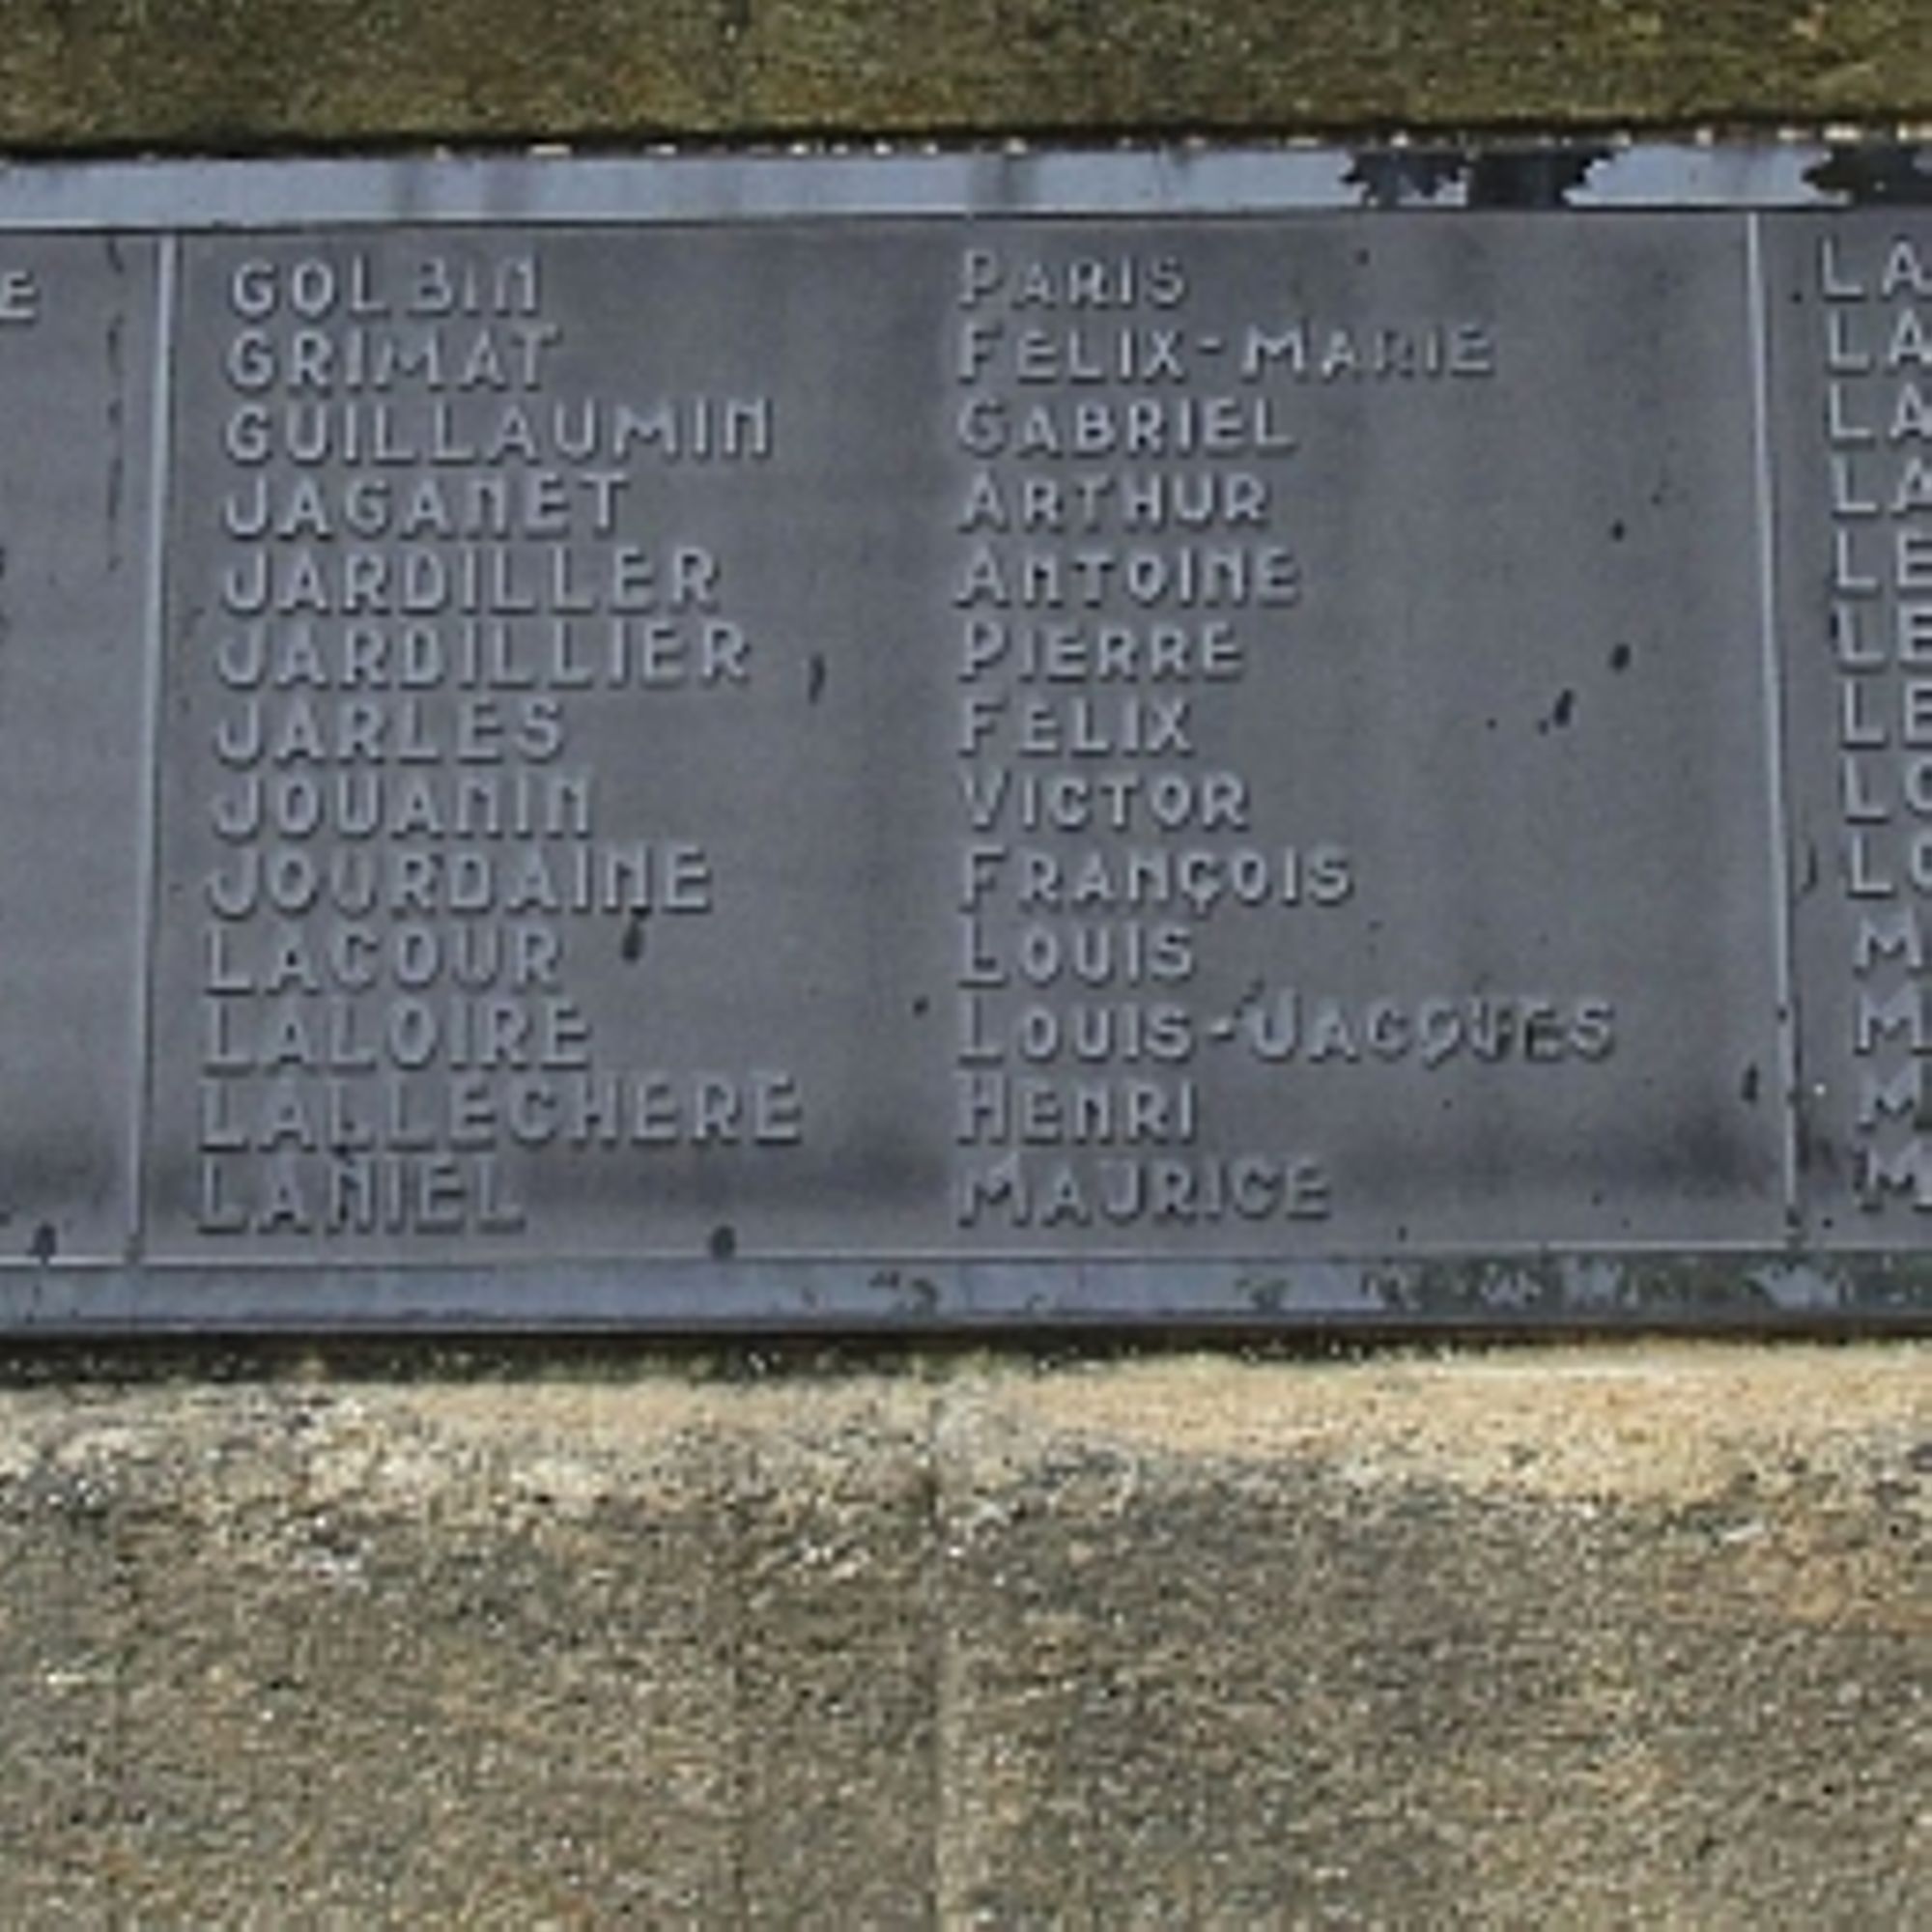 GOLBIN PARIS
GRIMAT FELIX-MARIE
GUILLAUMIN GABRIEL
JAGANET ARTHUR
JARDILLER ANTOINE
JARDILLIER PIERRE
JARLES FELIX
JOUANIN VICTOR
JOURDAINE FRANÇOIS
LACOUR LOUIS
LALOIRE LOUIS-JACQUES
LALLECHERE HENRI
LANIEL MAURICE